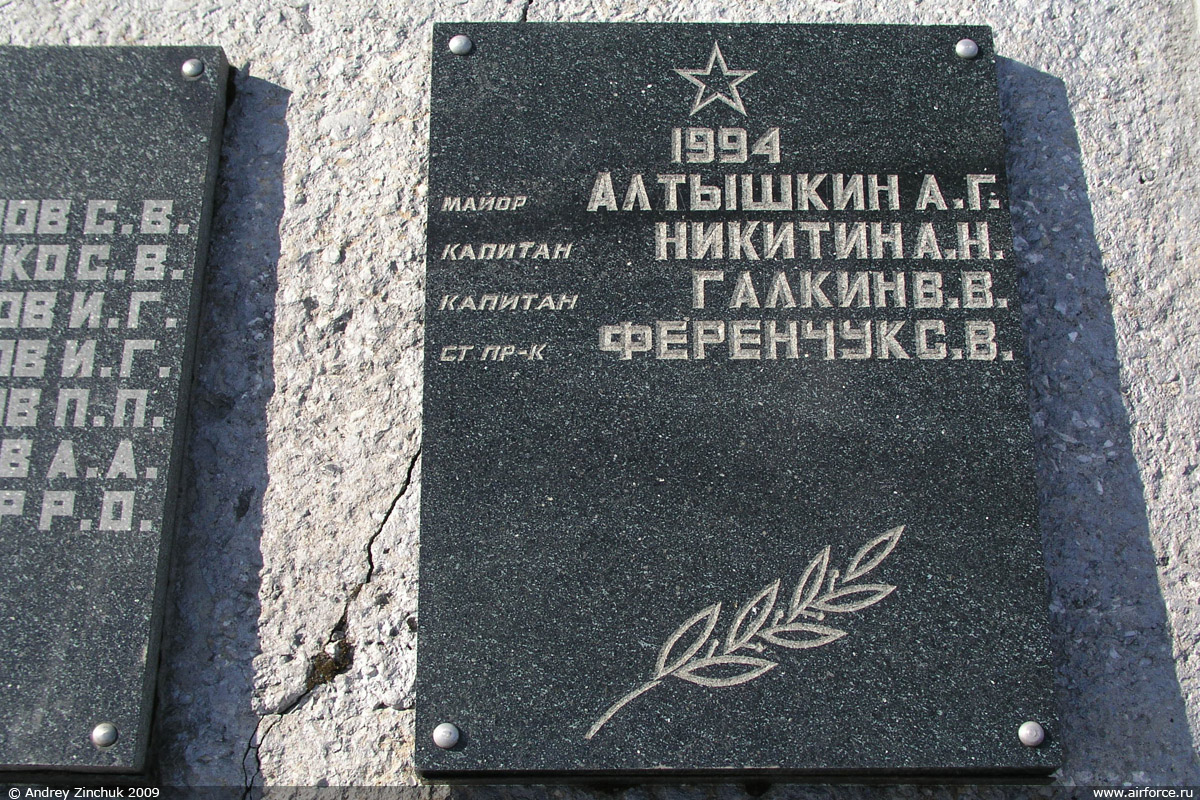 С.В.
С.В.
И.Г.
И.Г.
П.П.
А.А.
Р.О.
1994
МАЙОР АЛТЫШКИН А.Г.
КАПИТАН НИКИТИН А.Н.
КАПИТАН ГАЛКИН В.В.
СТ ПР-К ФЕРЕНЧУК С.В.
© Andrey Zinchuk 2009
www.airforce.ru